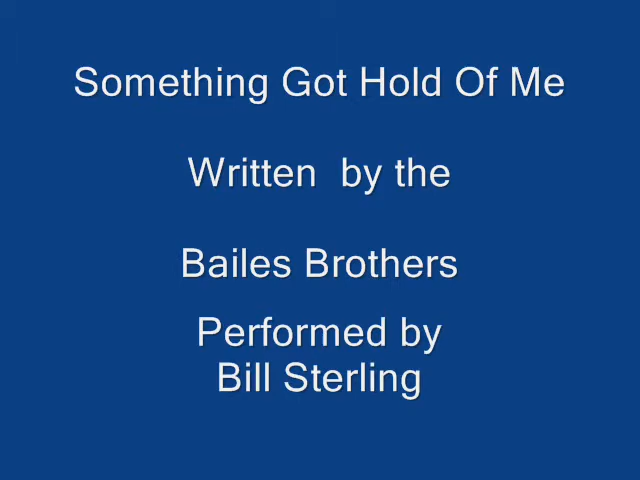 Something Got Hold Of Me
Written  by the
Bailes Brothers
Performed by
Bill Sterling